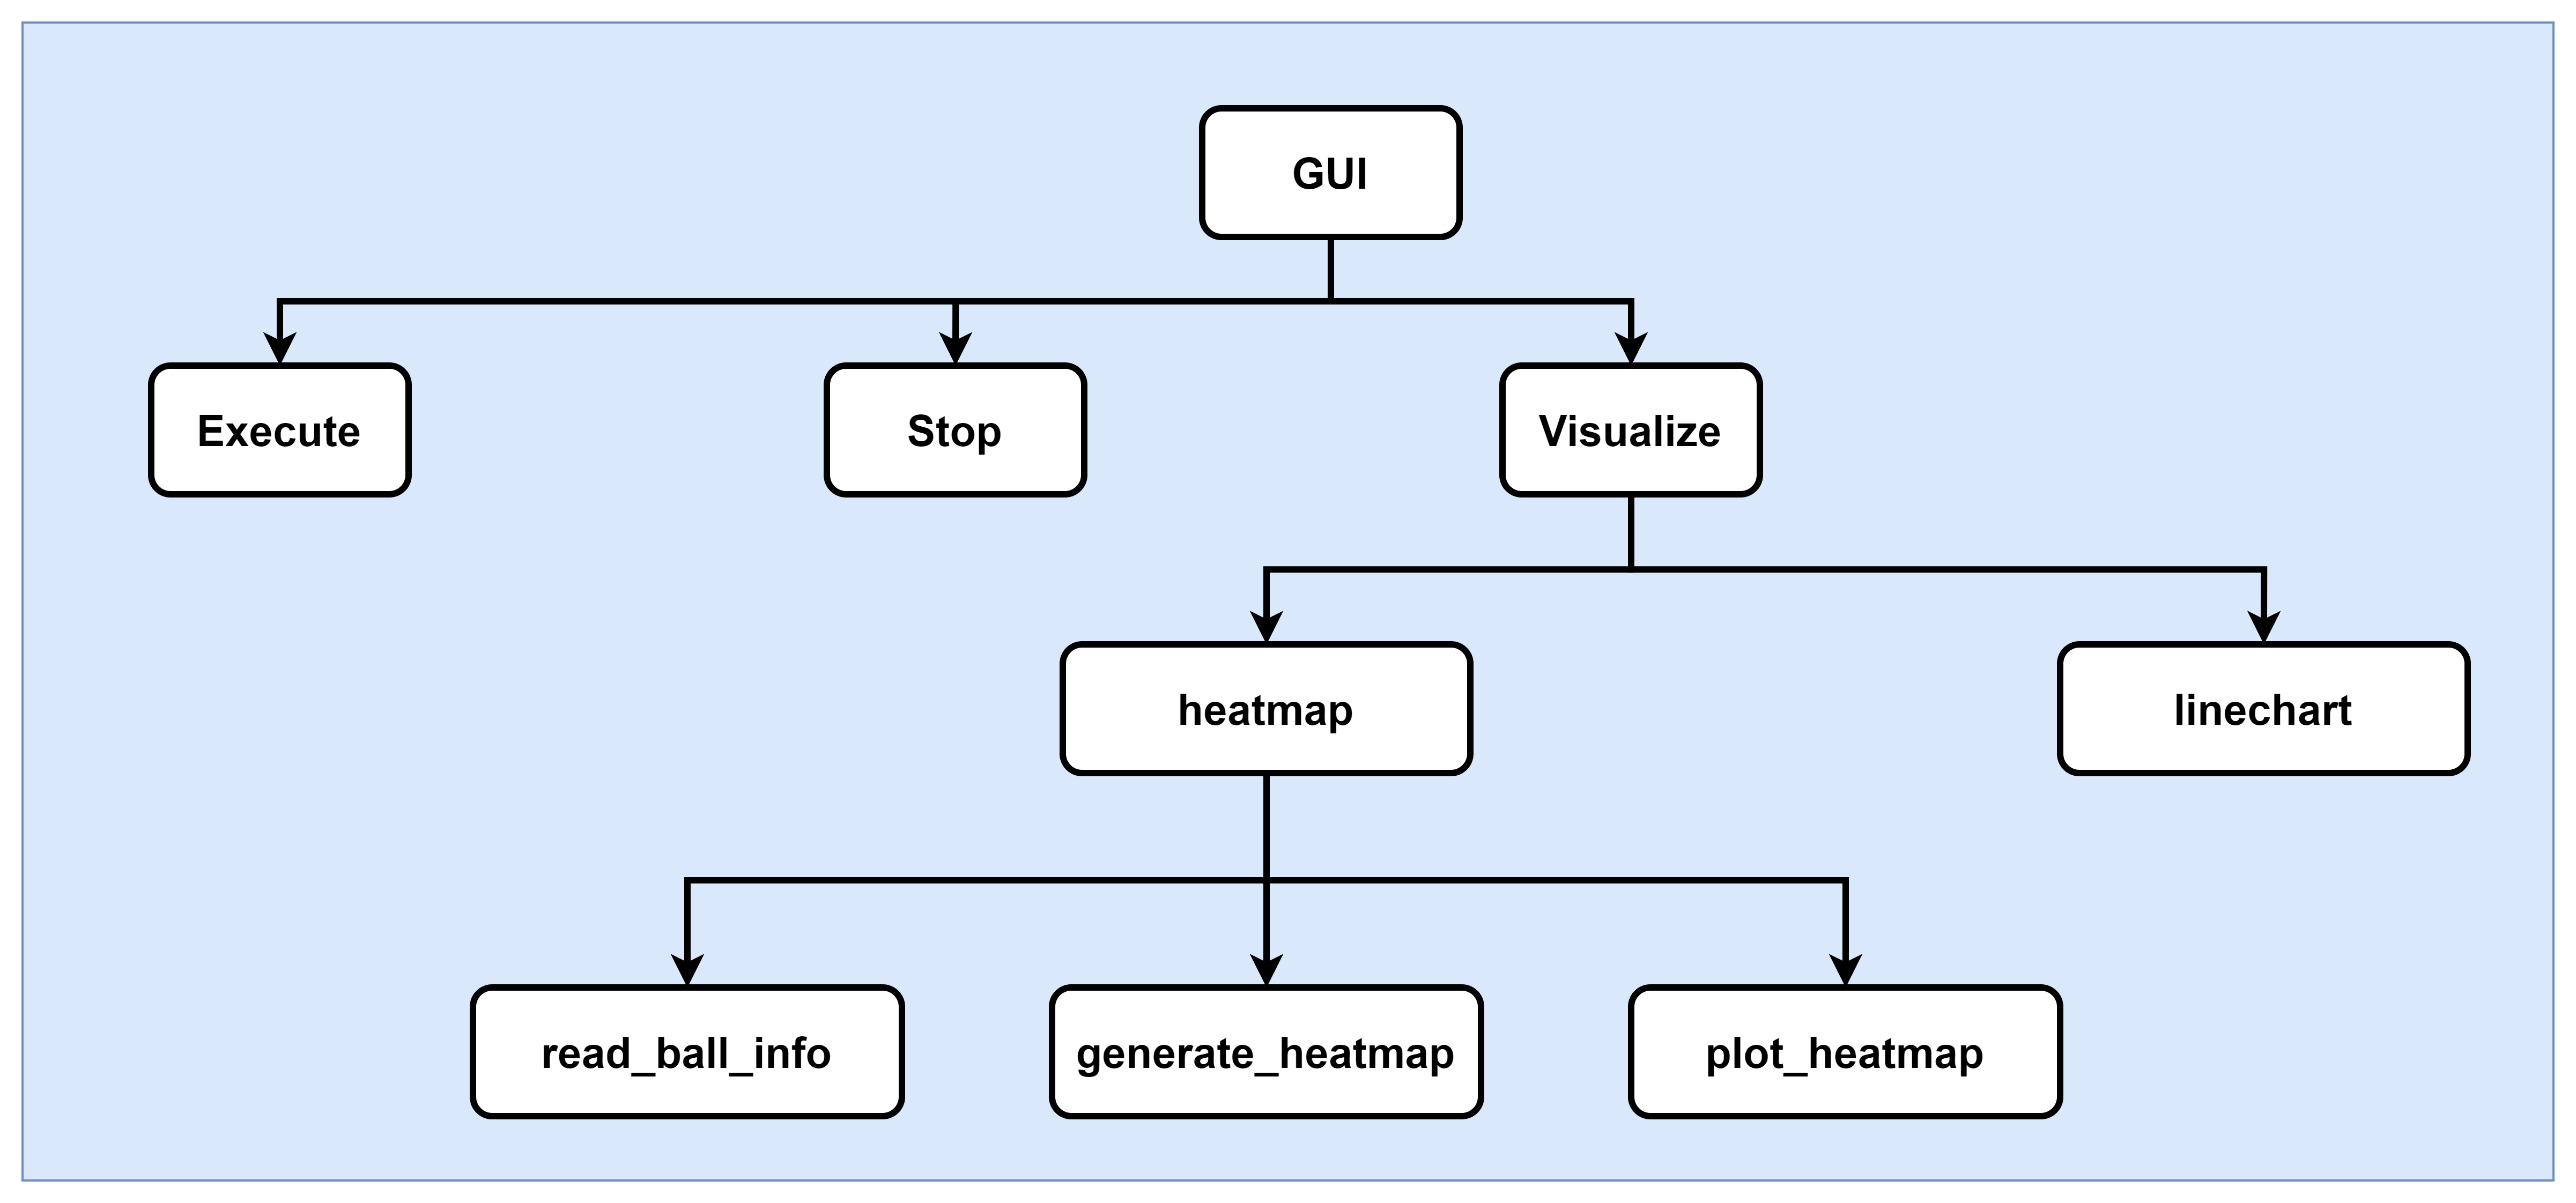 GUI
Execute
Stop
Visualize
heatmap
linechart
read_ball_info
generate_heatmap
plot_heatmap